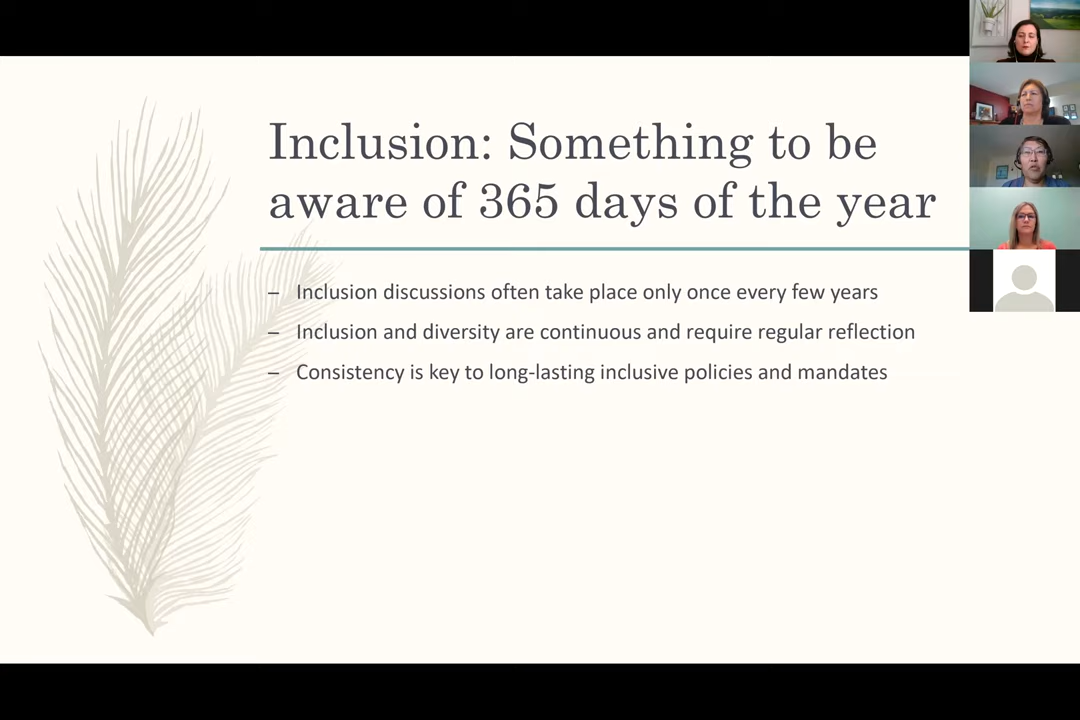 Inclusion: Something to be
aware of 365 days of the year
– Inclusion discussions often take place only once every few years
– Inclusion and diversity are continuous and require regular reflection
– Consistency is key to long-lasting inclusive policies and mandates